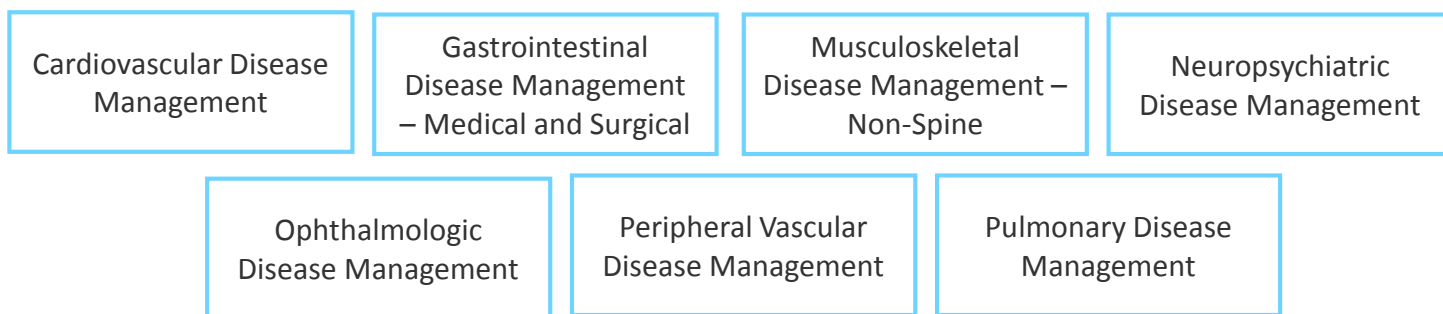 Cardiovascular Disease
Management
Gastrointestinal
Disease Management
– Medical and Surgical
Musculoskeletal
Disease Management –
Non-Spine
Neuropsychiatric
Disease Management
Ophthalmologic
Disease Management
Peripheral Vascular
Disease Management
Pulmonary Disease
Management